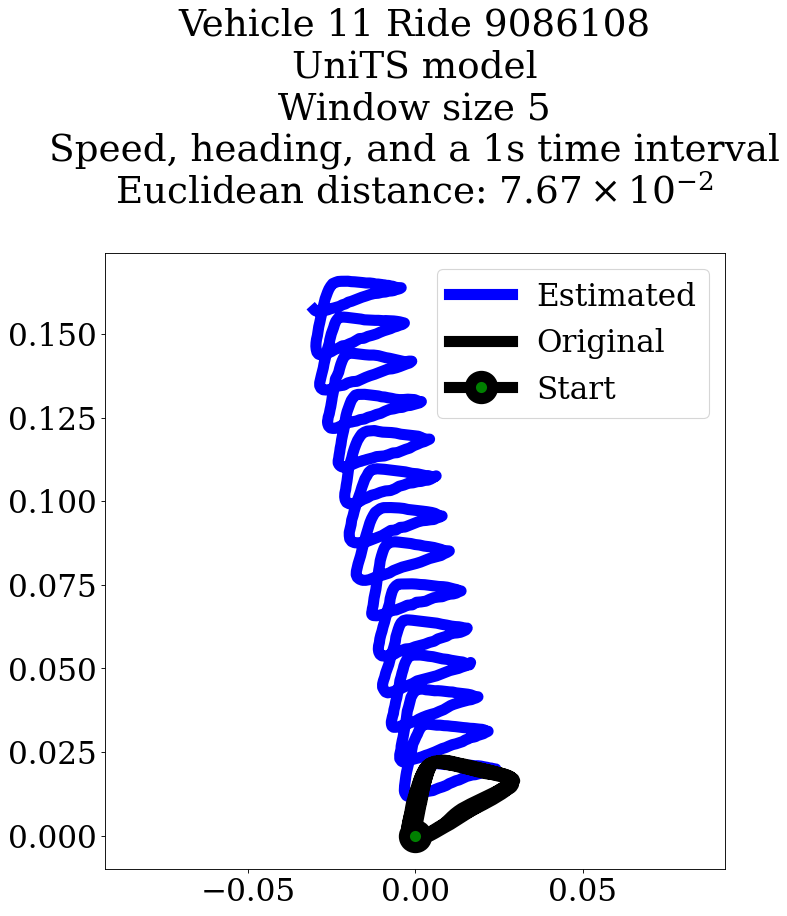 Vehicle 11 Ride 9086108
UniTS model
Window size 5
Speed, heading, and a 1s time interval
Euclidean distance: 7.67 × 10⁻²
Estimated
Original
Start
0.150
0.125
0.100
0.075
0.050
0.025
0.000
−0.05 0.00 0.05